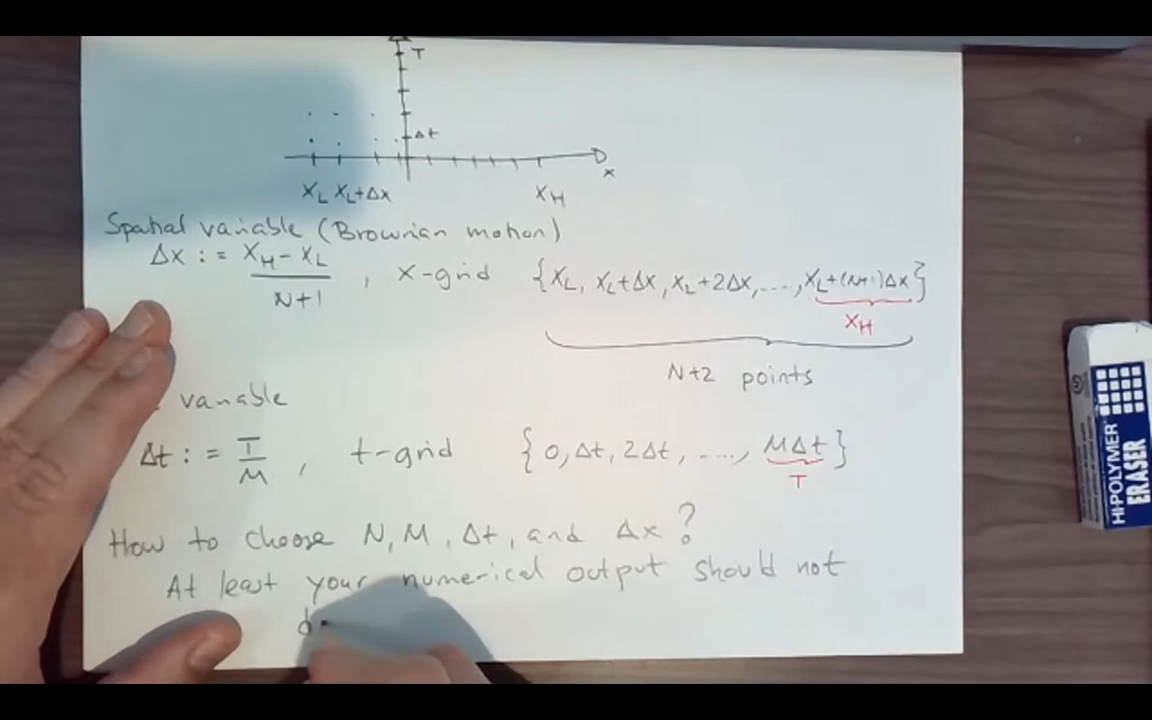 T
Δt
x
X_L X_L+Δx X_H
Spatial variable (Brownian motion)
Δx := X_H - X_L / N+1 , x-grid {X_L, X_L+Δx, X_L+2Δx, ...., X_L+(N+1)Δx}
X_H
N+2 points
variable
Δt := T / M , t-grid {0, Δt, 2Δt, ...., MΔt}
T
How to choose N, M, Δt, and Δx?
At least your numerical output should not
d
HI-POLYMER
ERASER